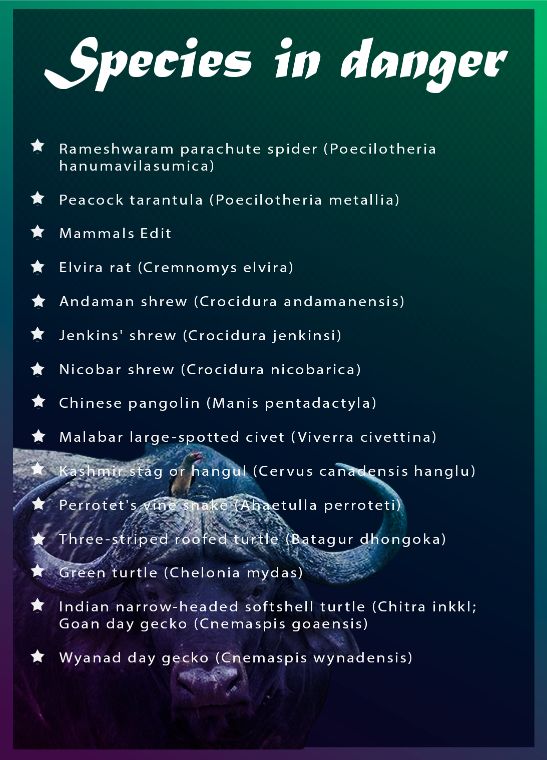 Species in danger
Rameshwaram parachute spider (Poecilotheria
hanumavilasumica)
Peacock tarantula (Poecilotheria metallia)
Mammals Edit
Elvira rat (Cremnomys elvira)
Andaman shrew (Crocidura andamanensis)
Jenkins' shrew (Crocidura jenkinsi)
Nicobar shrew (Crocidura nicobarica)
Chinese pangolin (Manis pentadactyla)
Malabar large-spotted civet (Viverra civettina)
Kashmir stag or hangul (Cervus canadensis hanglu)
Perrotet's vine snake (Ahaetulla perroteti)
Three-striped roofed turtle (Batagur dhongoka)
Green turtle (Chelonia mydas)
Indian narrow-headed softshell turtle (Chitra inkkl;
Goan day gecko (Cnemaspis goaensis)
Wyanad day gecko (Cnemaspis wynadensis)